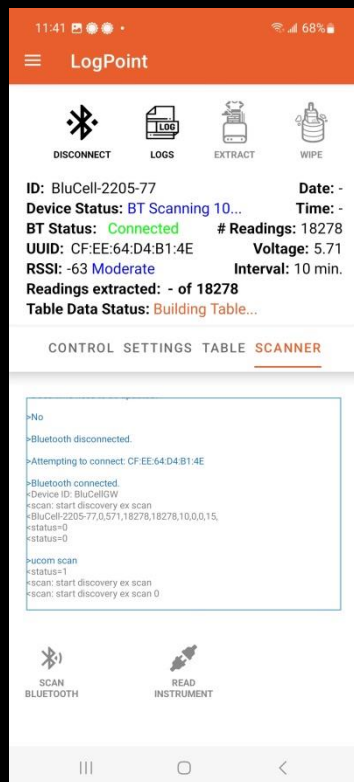 11:41 68%
LogPoint
LOG
DISCONNECT LOGS EXTRACT WIPE
ID: BluCell-2205-77 Date: -
Device Status: BT Scanning 10... Time: -
BT Status: Connected # Readings: 18278
UUID: CF:EE:64:D4:B1:4E Voltage: 5.71
RSSI: -63 Moderate Interval: 10 min.
Readings extracted: - of 18278
Table Data Status: Building Table...
CONTROL SETTINGS TABLE SCANNER
>No
>Bluetooth disconnected.
>Attempting to connect: CF:EE:64:D4:B1:4E
>Bluetooth connected.
<Device ID: BluCellGW
<scan: start discovery ex scan
<BluCell-2205-77,0,571,18278,18278,10,0,0,15,
<status=0
<status=0
>ucom scan
<status=1
<scan: start discovery ex scan
<scan: start discovery ex scan 0
SCAN BLUETOOTH
READ INSTRUMENT